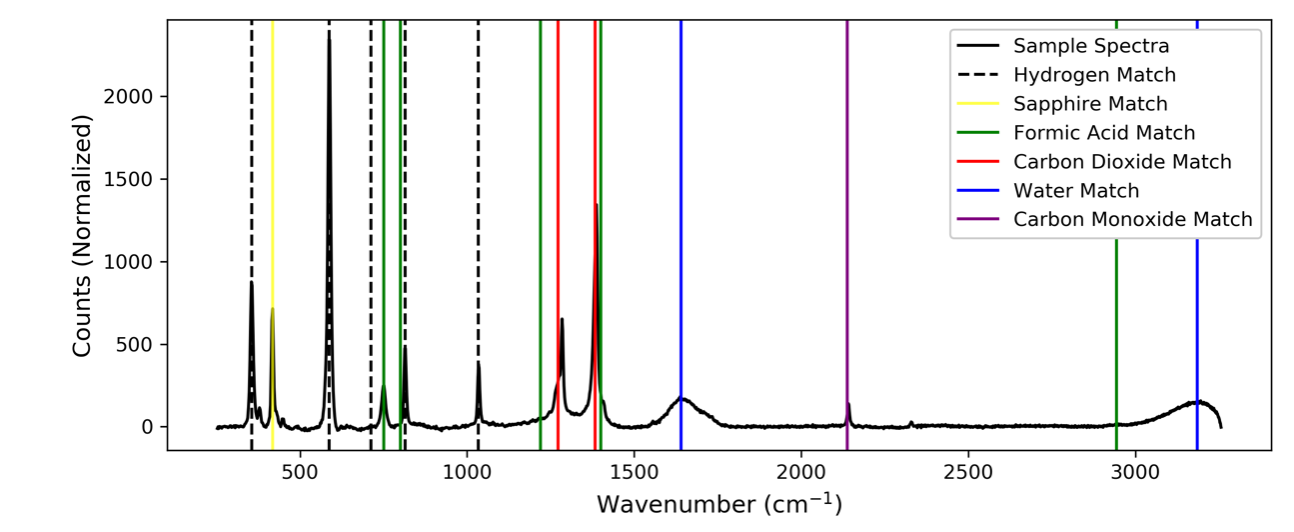 2000
1500
1000
500
0
Counts (Normalized)
500 1000 1500 2000 2500 3000
Wavenumber (cm⁻¹)
Sample Spectra
Hydrogen Match
Sapphire Match
Formic Acid Match
Carbon Dioxide Match
Water Match
Carbon Monoxide Match